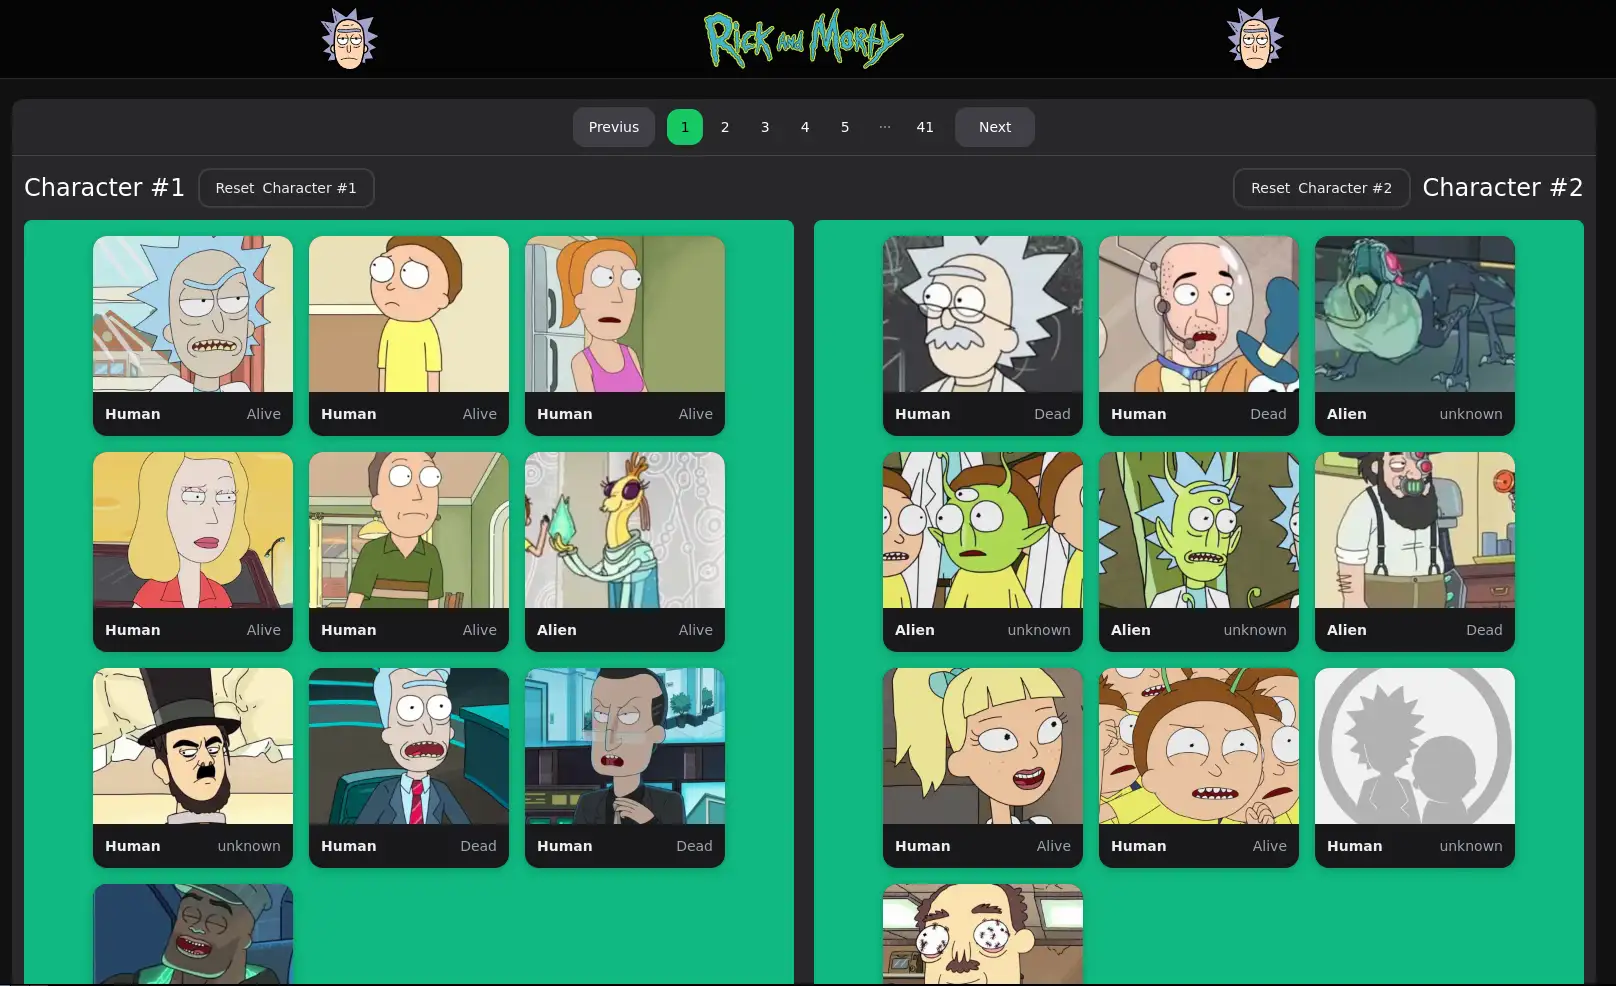 Rick and Morty
Previus 1 2 3 4 5 ... 41 Next
Character #1 Reset Character #1
Reset Character #2 Character #2
Human Alive
Human Alive
Human Alive
Human Dead
Human Dead
Alien unknown
Human Alive
Human Alive
Alien Alive
Alien unknown
Alien unknown
Alien Dead
Human unknown
Human Dead
Human Dead
Human Alive
Human Alive
Human unknown